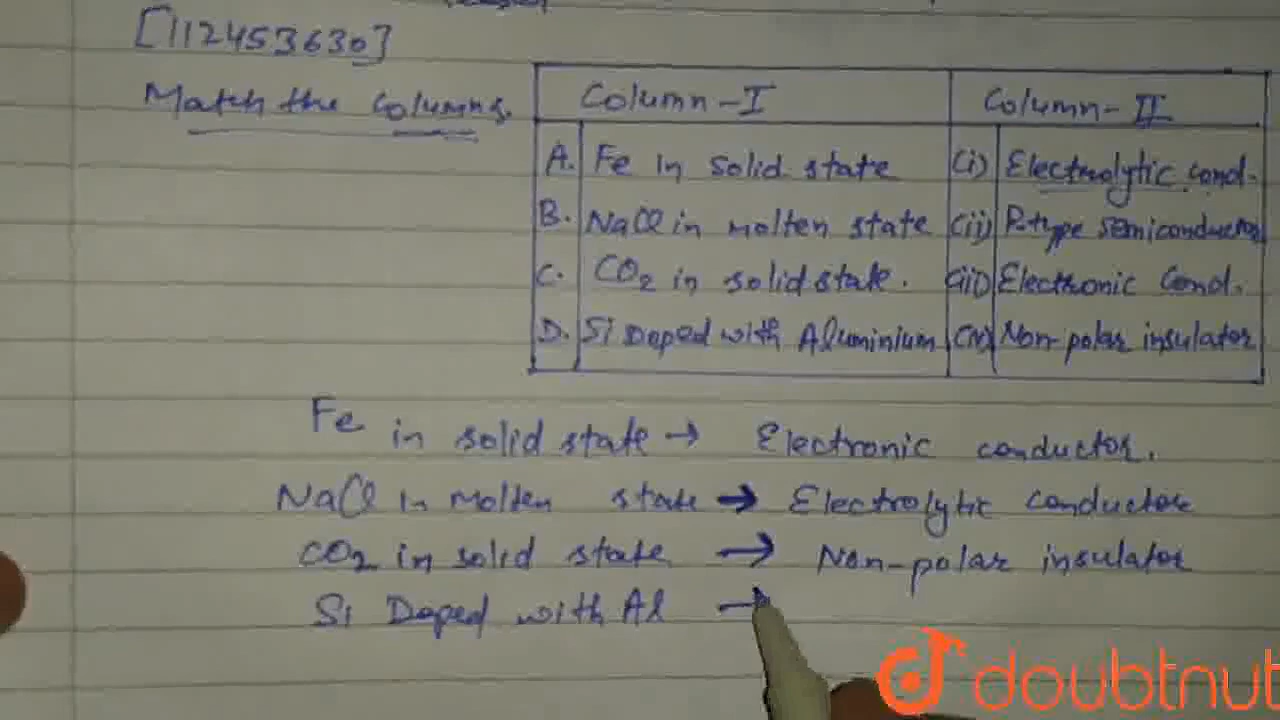 [112453630]
Match the Columns.
Column-I Column-II
A. Fe in solid state (i) Electrolytic cond.
B. NaCl in molten state (ii) P-type semiconductor
C. CO2 in solid state. (iii) Electronic Cond.
D. Si Doped with Aluminium (iv) Non-polar insulator
Fe in solid state → Electronic conductor.
NaCl in Molten state → Electrolytic conductor
CO2 in solid state → Non-polar insulator
Si Doped with Al →
doubtnut